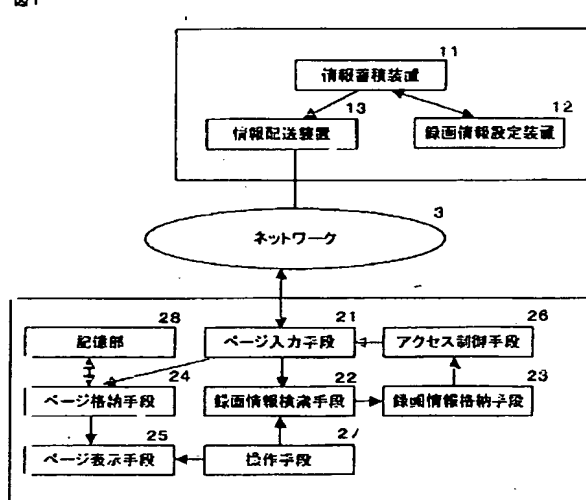 図1
11
情報蓄積装置
13
12
情報配送装置
録画情報設定装置
3
ネットワーク
28
21
26
記憶部
ページ入力手段
アクセス制御手段
24
22
23
ページ格納手段
録画情報検索手段
録画情報格納手段
25
27
ページ表示手段
操作手段